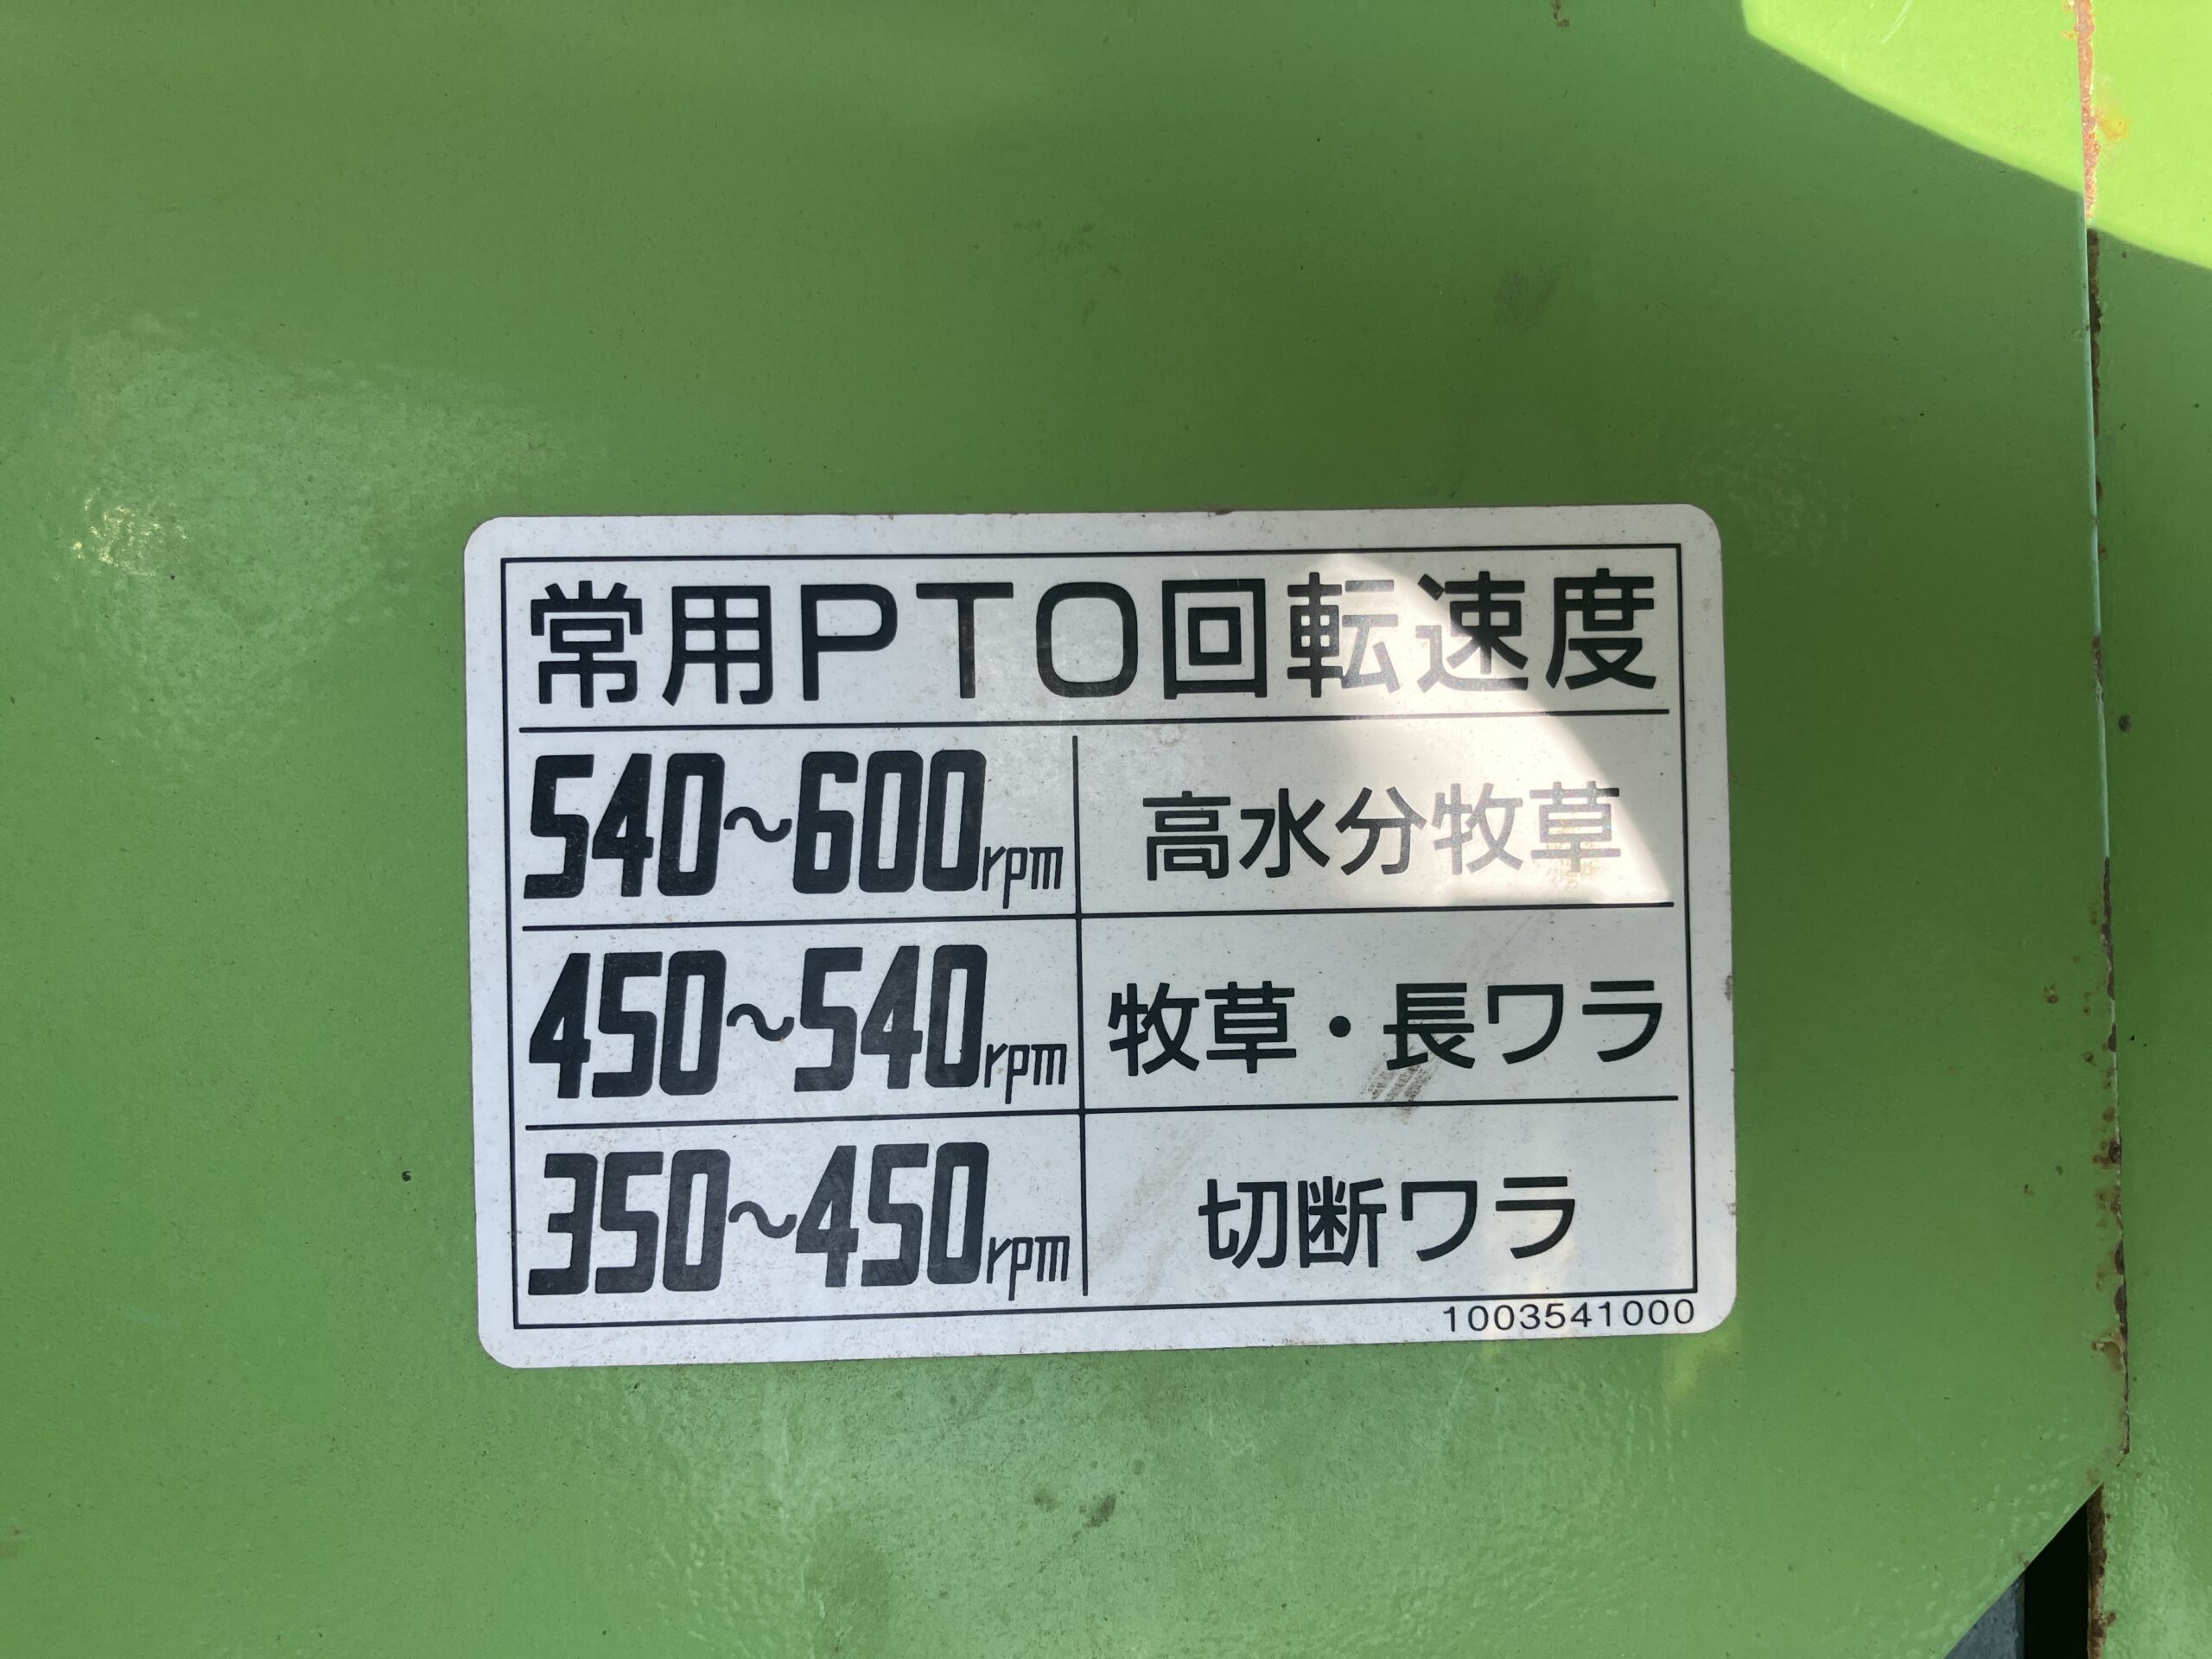 常用PTO回転速度
540~600rpm 高水分牧草
450~540rpm 牧草・長ワラ
350~450rpm 切断ワラ
1003541000